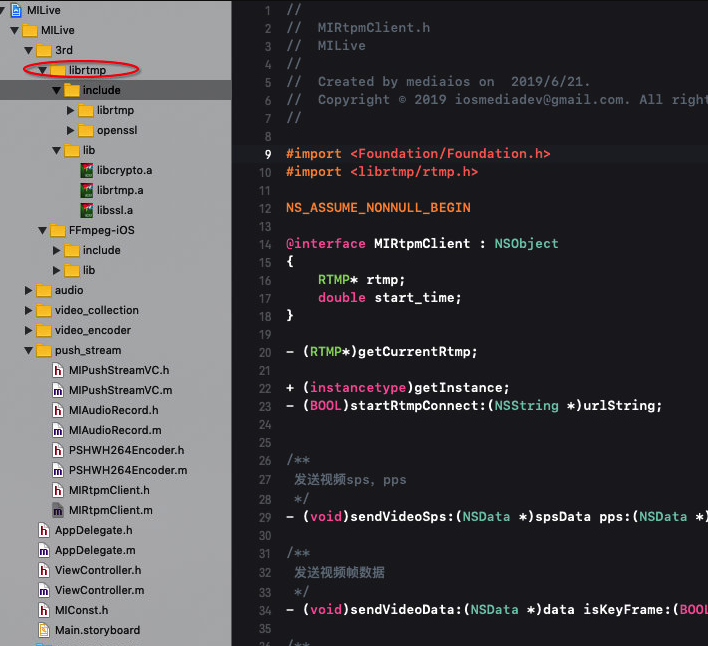 MILive
MILive
3rd
librtmp
include
librtmp
openssl
lib
libcrypto.a
librtmp.a
libssl.a
FFmpeg-iOS
include
lib
audio
video_collection
video_encoder
push_stream
MIPushStreamVC.h
MIPushStreamVC.m
MIAudioRecord.h
MIAudioRecord.m
PSHWH264Encoder.h
PSHWH264Encoder.m
MIRtpmClient.h
MIRtpmClient.m
AppDelegate.h
AppDelegate.m
ViewController.h
ViewController.m
MIConst.h
Main.storyboard
1 //
2 //  MIRtpmClient.h
3 //  MILive
4 //
5 //  Created by mediaios on  2019/6/21.
6 //  Copyright © 2019 iosmediadev@gmail.com. All righ
7 //
8
9 #import <Foundation/Foundation.h>
10 #import <librtmp/rtmp.h>
11
12 NS_ASSUME_NONNULL_BEGIN
13
14 @interface MIRtpmClient : NSObject
15 {
16     RTMP* rtmp;
17     double start_time;
18 }
19
20 - (RTMP*)getCurrentRtmp;
21
22 + (instancetype)getInstance;
23 - (BOOL)startRtmpConnect:(NSString *)urlString;
24
25
26 /**
27  发送视频sps，pps
28  */
29 - (void)sendVideoSps:(NSData *)spsData pps:(NSData *)
30
31 /**
32  发送视频帧数据
33  */
34 - (void)sendVideoData:(NSData *)data isKeyFrame:(BOOL
35
36 /**